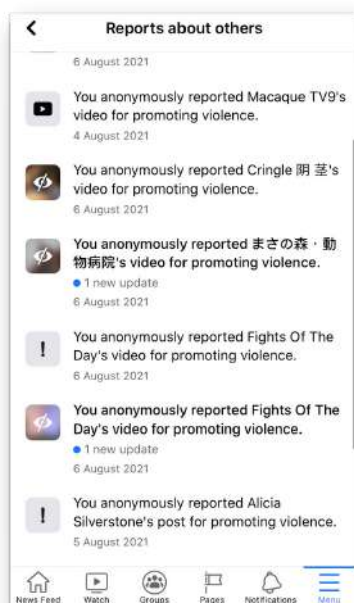 Reports about others
6 August 2021
You anonymously reported Macaque TV9's
video for promoting violence.
4 August 2021
You anonymously reported Cringle 阴 茎's
video for promoting violence.
6 August 2021
You anonymously reported まさの森・動
物病院's video for promoting violence.
1 new update
6 August 2021
You anonymously reported Fights Of The
Day's video for promoting violence.
6 August 2021
You anonymously reported Fights Of The
Day's video for promoting violence.
1 new update
6 August 2021
You anonymously reported Alicia
Silverstone's post for promoting violence.
5 August 2021
News Feed Watch Groups Pages Notifications Menu